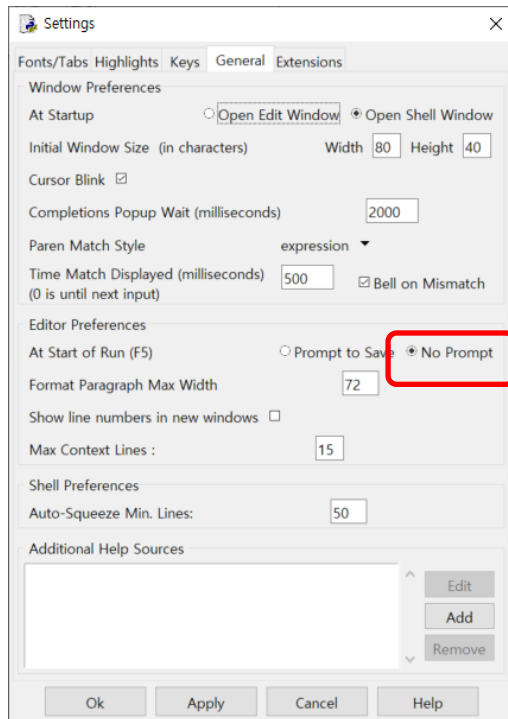 Settings
Fonts/Tabs Highlights Keys General Extensions
Window Preferences
At Startup Open Edit Window Open Shell Window
Initial Window Size (in characters) Width 80 Height 40
Cursor Blink
Completions Popup Wait (milliseconds) 2000
Paren Match Style expression
Time Match Displayed (milliseconds)
(0 is until next input) 500 Bell on Mismatch
Editor Preferences
At Start of Run (F5) Prompt to Save No Prompt
Format Paragraph Max Width 72
Show line numbers in new windows
Max Context Lines : 15
Shell Preferences
Auto-Squeeze Min. Lines: 50
Additional Help Sources
Edit
Add
Remove
Ok Apply Cancel Help